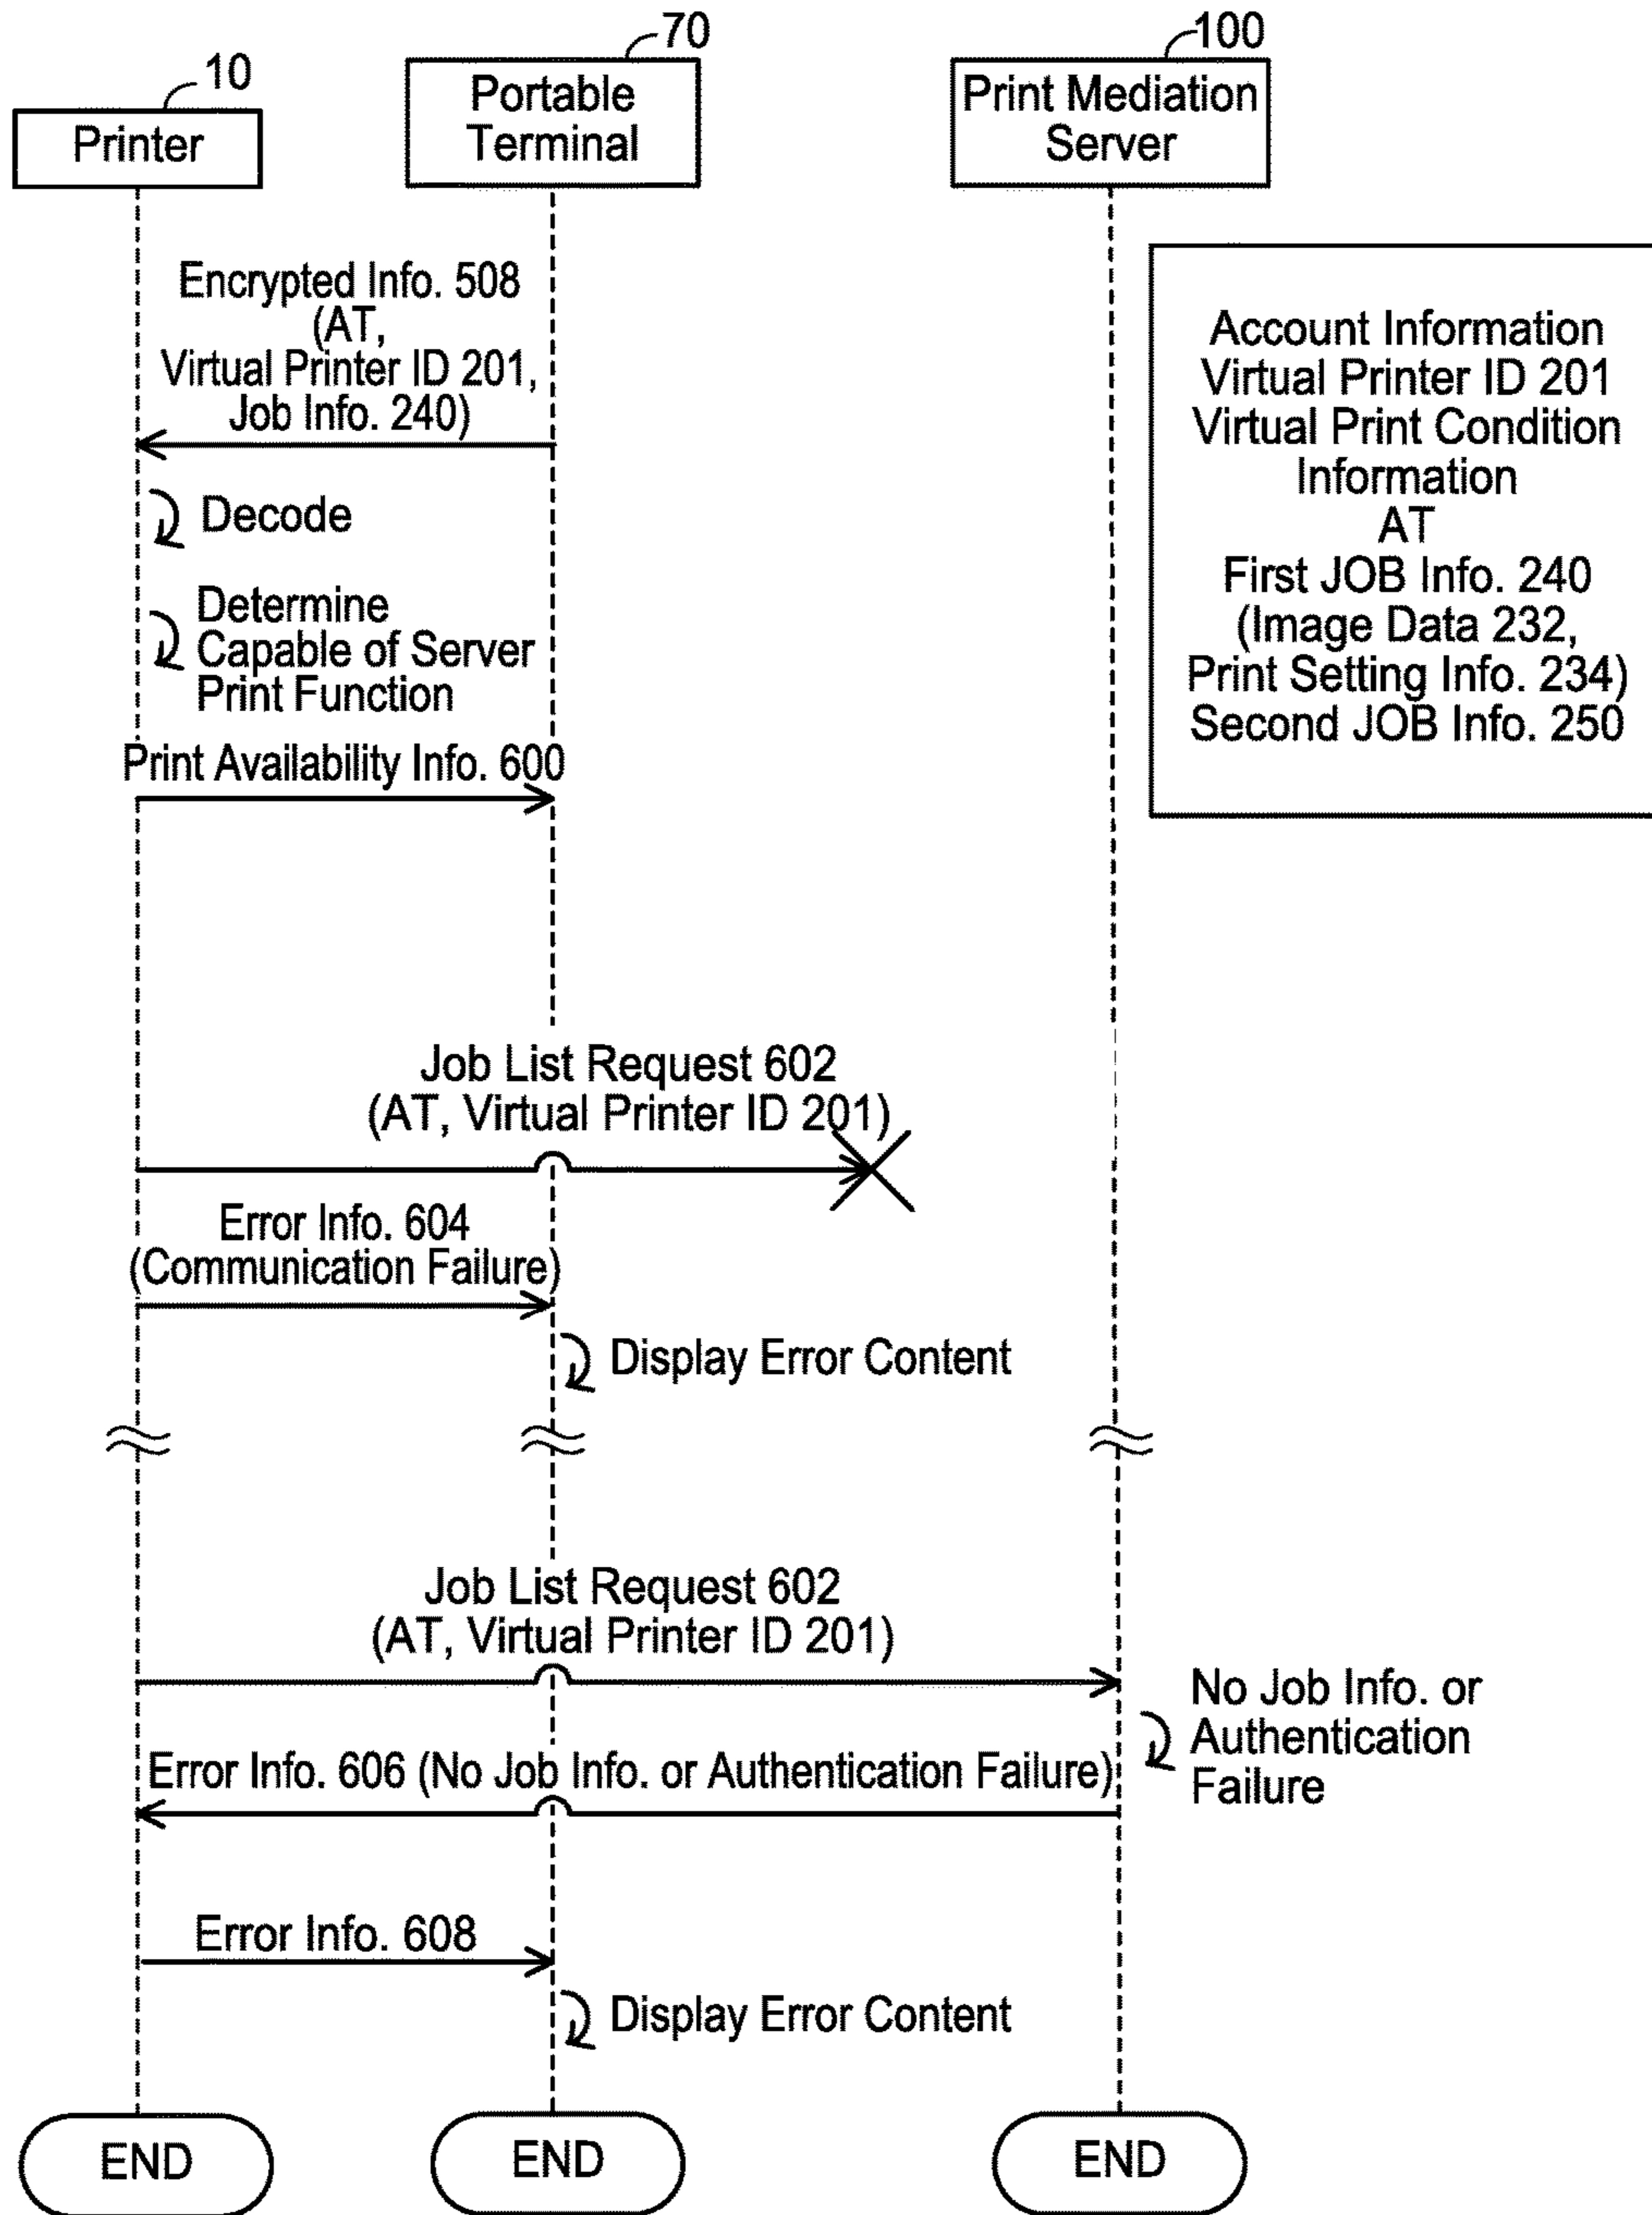 10
70
100
Printer
Portable
Terminal
Print Mediation
Server
Encrypted Info. 508
(AT,
Virtual Printer ID 201,
Job Info. 240)
Account Information
Virtual Printer ID 201
Virtual Print Condition
Information
AT
First JOB Info. 240
(Image Data 232,
Print Setting Info. 234)
Second JOB Info. 250
Decode
Determine
Capable of Server
Print Function
Print Availability Info. 600
Job List Request 602
(AT, Virtual Printer ID 201)
Error Info. 604
(Communication Failure)
Display Error Content
Job List Request 602
(AT, Virtual Printer ID 201)
No Job Info. or
Authentication
Failure
Error Info. 606 (No Job Info. or Authentication Failure)
Error Info. 608
Display Error Content
END
END
END